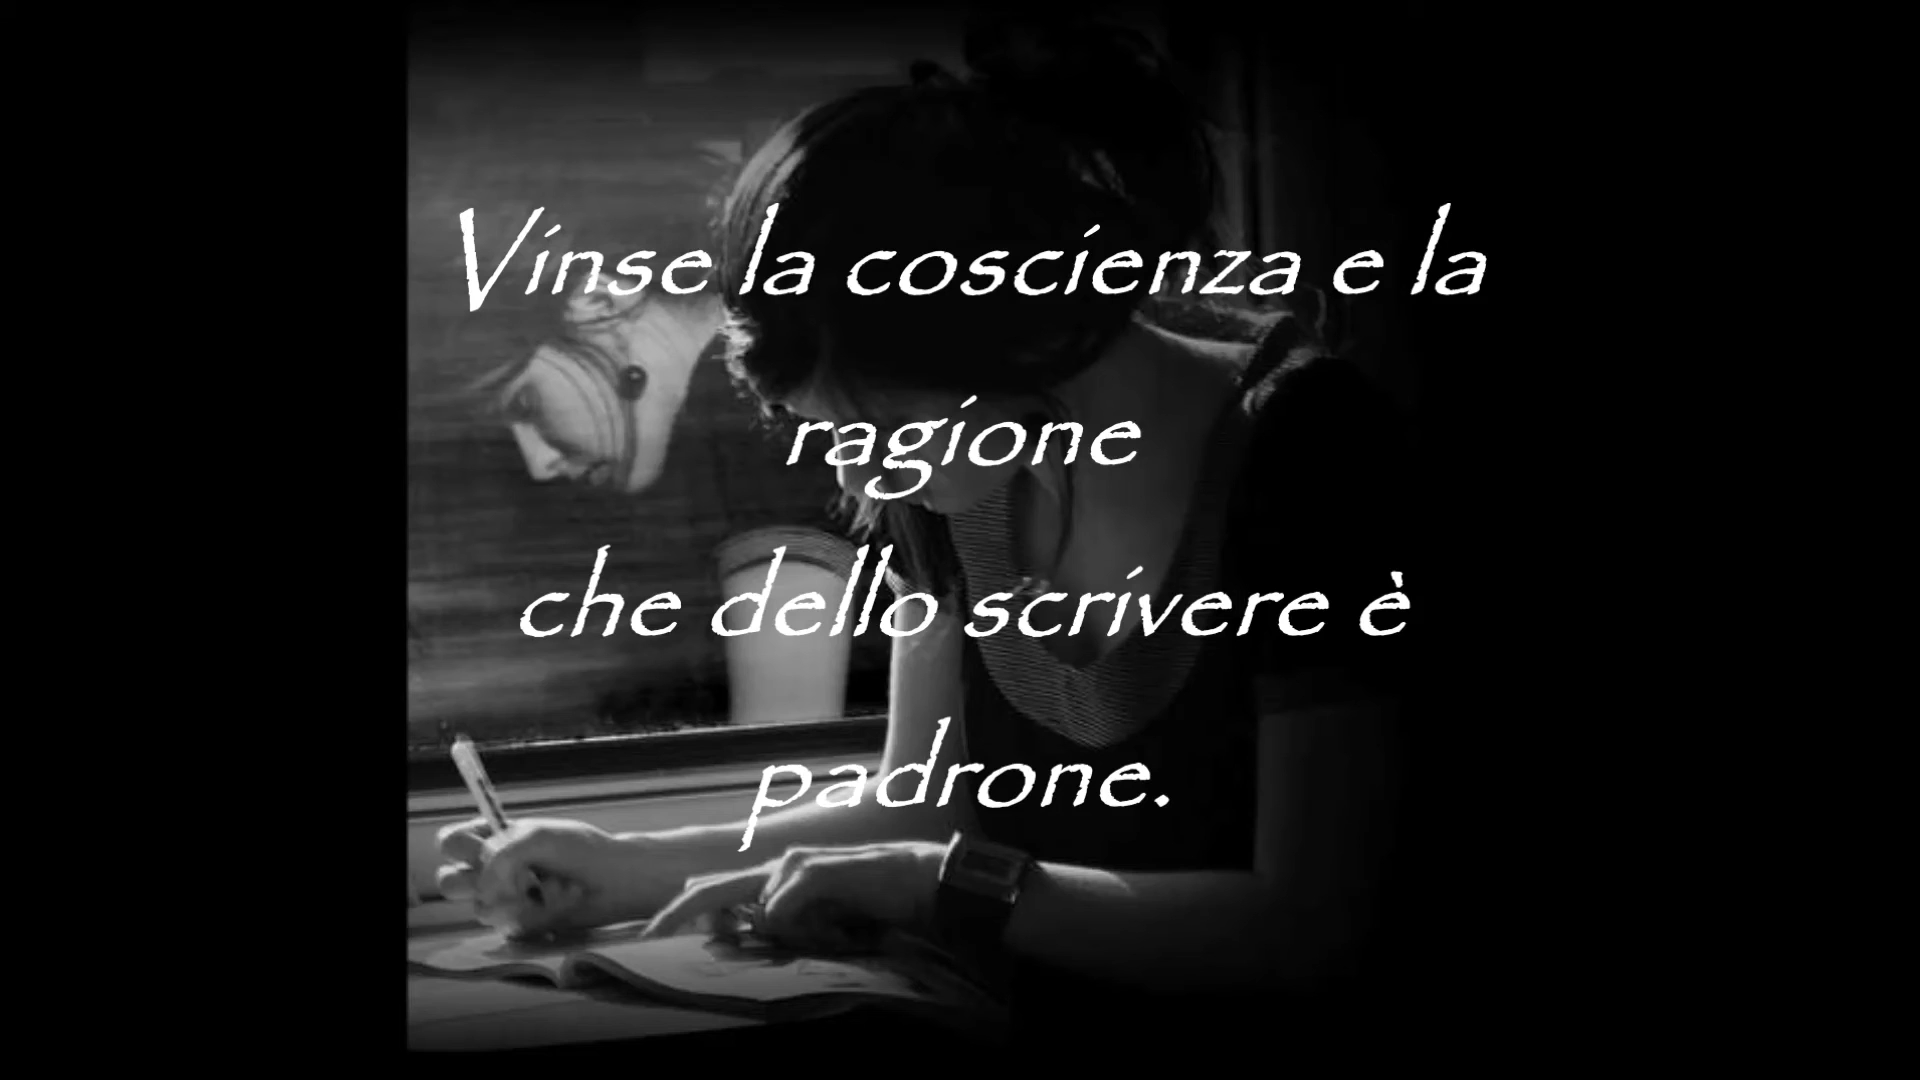 Vinse la coscienza e la
ragione
che dello scrivere è
padrone.